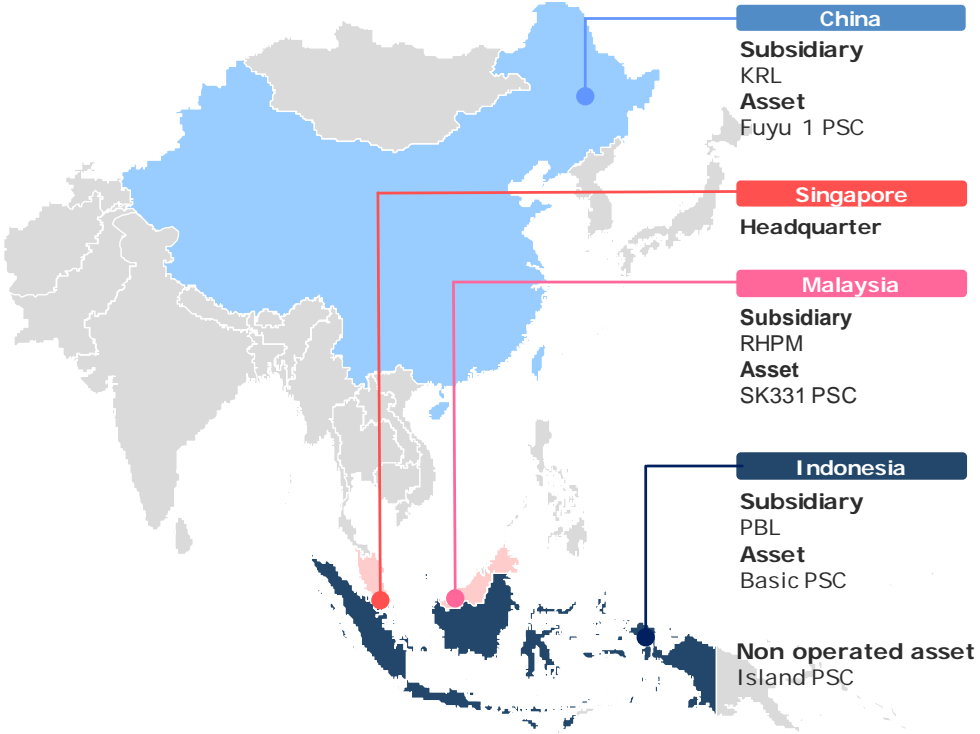 China
Subsidiary
KRL
Asset
Fuyu 1 PSC
Singapore
Headquarter
Malaysia
Subsidiary
RHPM
Asset
SK331 PSC
Indonesia
Subsidiary
PBL
Asset
Basic PSC
Non operated asset
Island PSC